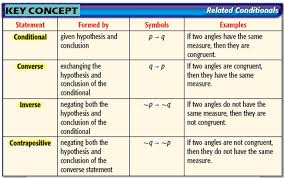 KEY CONCEPT
Related Conditionals
Statement Formed by Symbols Examples
Conditional given hypothesis and p → q If two angles have the same
conclusion measure, then they are
congruent.
Converse exchanging the q → p If two angles are congruent,
hypothesis and then they have the same
conclusion of the measure.
conditional
Inverse negating both the ~p → ~q If two angles do not have the
hypothesis and same measure, then they are
conclusion of the not congruent.
conditional
Contrapositive negating both the ~q → ~p If two angles are not congruent,
hypothesis and then they do not have the same
conclusion of the measure.
converse statement